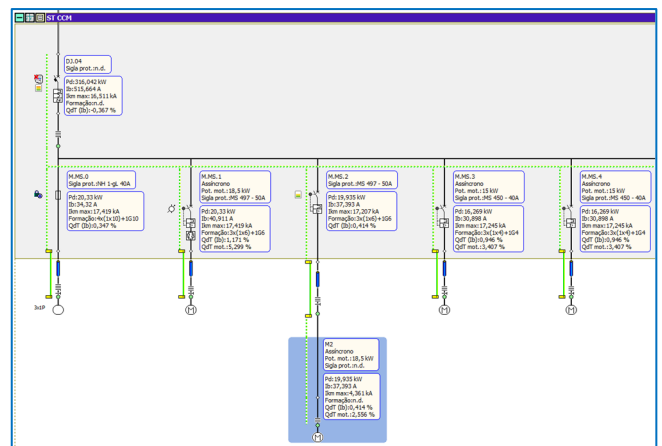 ST CCM
DJ.04
Sigla prot.:n.d.
Pd:316,042 kW
Ib:515,664 A
Ikm max:16,511 kA
Formação:n.d.
QdT (Ib):-0,367 %
M.MS.0
Sigla prot.:NH 1-gL 40A
Pd:20,33 kW
Ib:34,32 A
Ikm max:17,419 kA
Formação:4x(1x10)+1G10
QdT (Ib):0,347 %
3x1P
M.MS.1
Assíncrono
Pot. mot.:18,5 kW
Sigla prot.:MS 497 - 50A
Pd:20,33 kW
Ib:40,911 A
Ikm max:17,419 kA
Formação:3x(1x6)+1G6
QdT (Ib):1,171 %
QdT mot.:5,299 %
M
M.MS.2
Sigla prot.:MS 497 - 50A
Pd:19,935 kW
Ib:37,393 A
Ikm max:17,207 kA
Formação:3x(1x6)+1G6
QdT (Ib):0,414 %
M2
Assíncrono
Pot. mot.:18,5 kW
Sigla prot.:n.d.
Pd:19,935 kW
Ib:37,393 A
Ikm max:4,361 kA
Formação:n.d.
QdT (Ib):0,414 %
QdT mot.:2,556 %
M
M.MS.3
Assíncrono
Pot. mot.:15 kW
Sigla prot.:MS 450 - 40A
Pd:16,269 kW
Ib:30,898 A
Ikm max:17,245 kA
Formação:3x(1x4)+1G4
QdT (Ib):0,946 %
QdT mot.:3,407 %
M
M.MS.4
Assíncrono
Pot. mot.:15 kW
Sigla prot.:MS 450 - 40A
Pd:16,269 kW
Ib:30,898 A
Ikm max:17,245 kA
Formação:3x(1x4)+1G4
QdT (Ib):0,946 %
QdT mot.:3,407 %
M